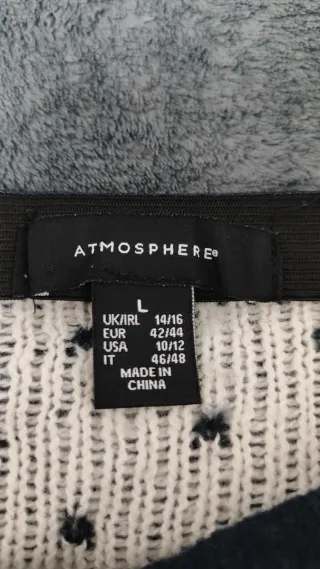 ATMOSPHERE®
L
UK/IRL 14/16
EUR 42/44
USA 10/12
IT 46/48
MADE IN
CHINA